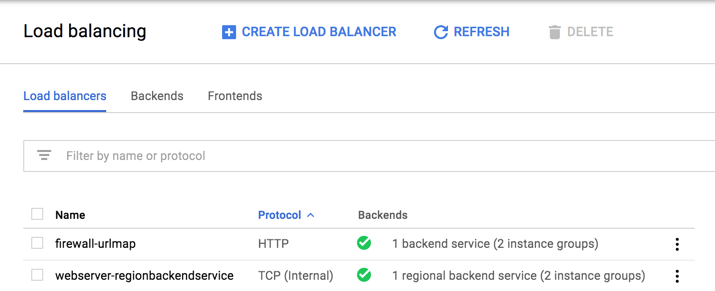 Load balancing CREATE LOAD BALANCER REFRESH DELETE
Load balancers Backends Frontends
Filter by name or protocol
Name Protocol Backends
firewall-urlmap HTTP 1 backend service (2 instance groups)
webserver-regionbackendservice TCP (Internal) 1 regional backend service (2 instance groups)